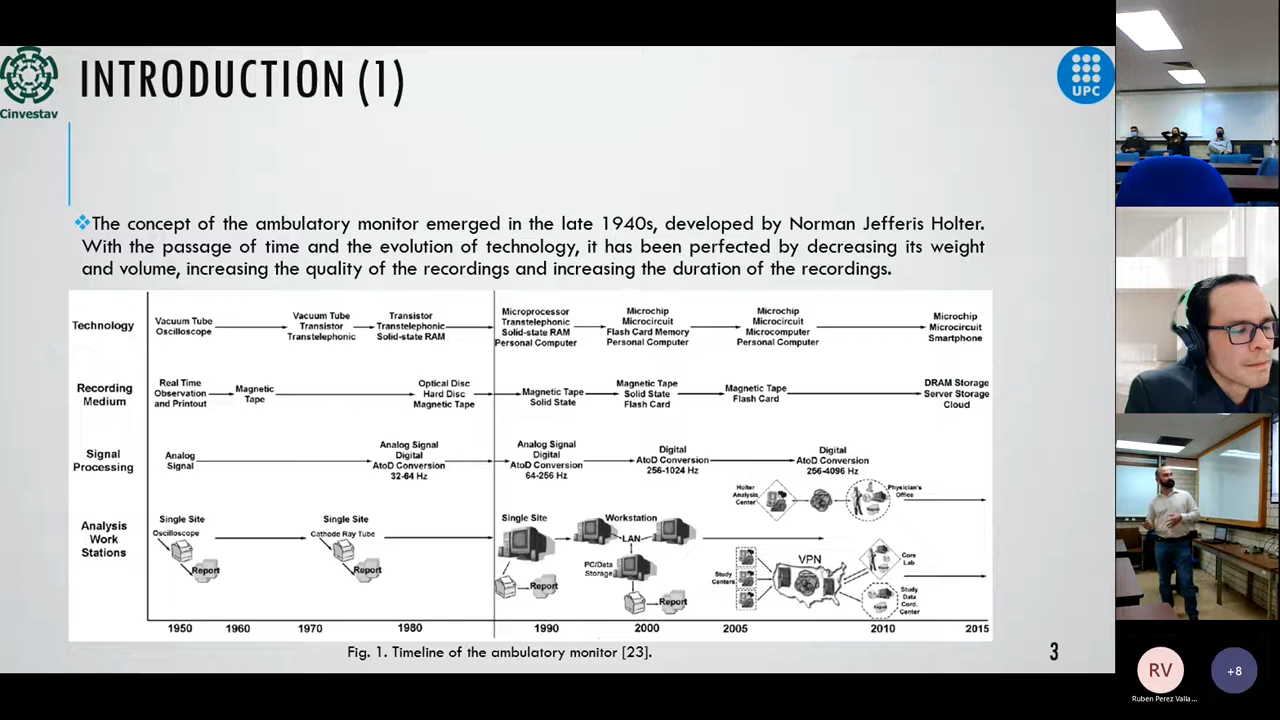 INTRODUCTION (1)
Cinvestav
UPC
The concept of the ambulatory monitor emerged in the late 1940s, developed by Norman Jefferis Holter.
With the passage of time and the evolution of technology, it has been perfected by decreasing its weight
and volume, increasing the quality of the recordings and increasing the duration of the recordings.
Technology
Vacuum Tube
Oscilloscope
Vacuum Tube
Transistor
Transtelephonic
Transistor
Transtelephonic
Solid-state RAM
Microprocessor
Transtelephonic
Solid-state RAM
Personal Computer
Microchip
Microcircuit
Flash Card Memory
Personal Computer
Microchip
Microcircuit
Microcomputer
Personal Computer
Microchip
Microcircuit
Smartphone
Recording
Medium
Real Time
Observation
and Printout
Magnetic
Tape
Optical Disc
Hard Disc
Magnetic Tape
Magnetic Tape
Solid State
Magnetic Tape
Solid State
Flash Card
Magnetic Tape
Flash Card
DRAM Storage
Server Storage
Cloud
Signal
Processing
Analog
Signal
Analog Signal
Digital
AtoD Conversion
32-64 Hz
Analog Signal
Digital
AtoD Conversion
64-256 Hz
Digital
AtoD Conversion
256-1024 Hz
Digital
AtoD Conversion
256-4096 Hz
Holter
Analysis
Center
Physician's
Office
Analysis
Work
Stations
Single Site
Oscilloscope
Report
Single Site
Cathode Ray Tube
Report
Single Site
Report
Workstation
LAN
PC/Data
Storage
Report
Study
Centers
VPN
Core
Lab
Study
Data
Cord.
Center
1950
1960
1970
1980
1990
2000
2005
2010
2015
Fig. 1. Timeline of the ambulatory monitor [23].
3
RV
+8
Ruben Perez Valla...